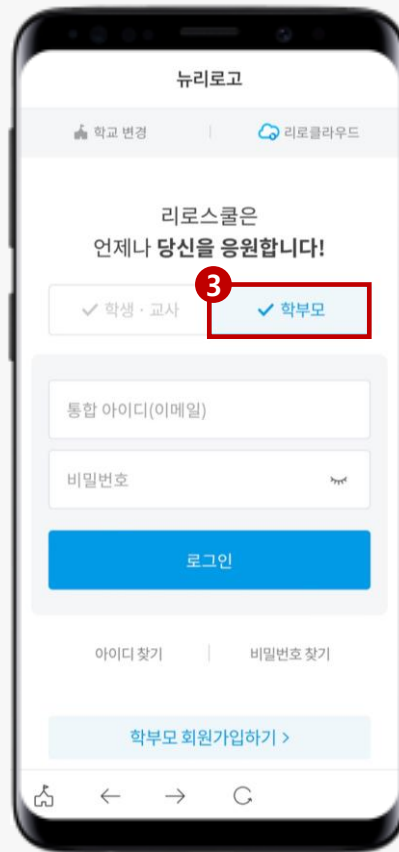 뉴리로고
학교 변경
리로클라우드
리로스쿨은
언제나 당신을 응원합니다!
3
학생 · 교사
학부모
통합 아이디(이메일)
비밀번호
로그인
아이디 찾기
비밀번호 찾기
학부모 회원가입하기 >